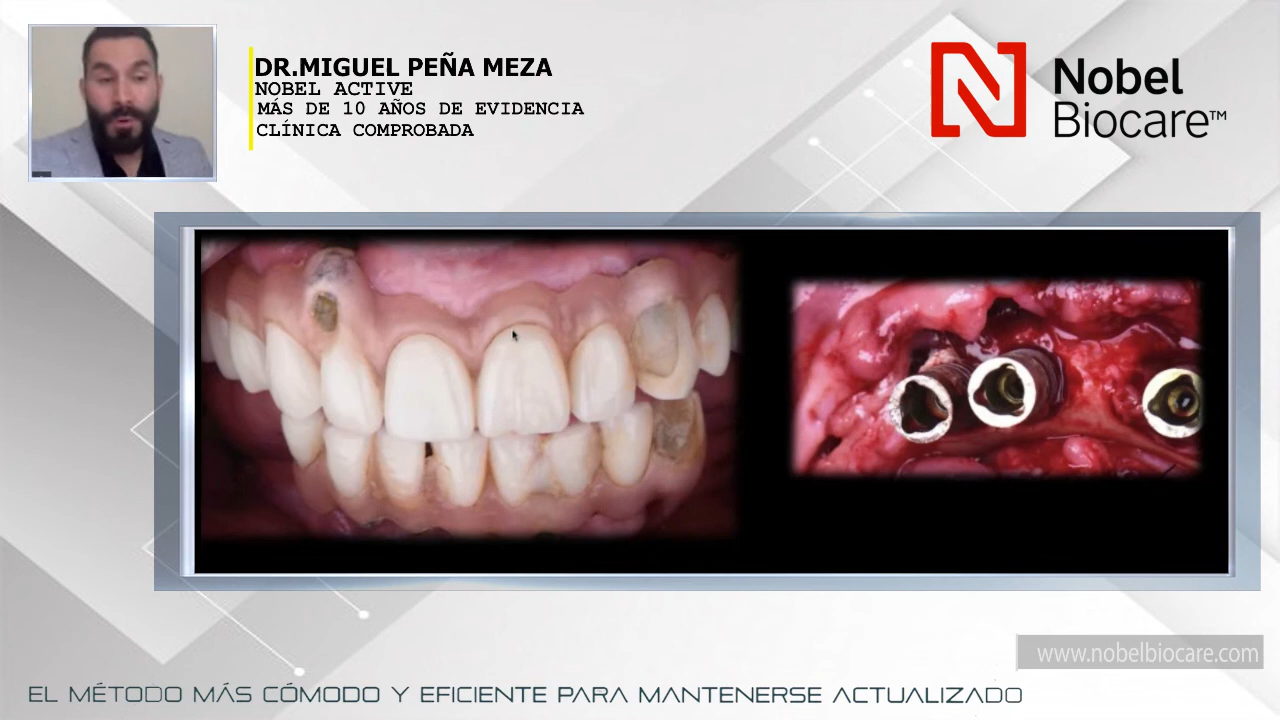 DR.MIGUEL PEÑA MEZA
NOBEL ACTIVE
MÁS DE 10 AÑOS DE EVIDENCIA
CLÍNICA COMPROBADA
Nobel
Biocare™
www.nobelbiocare.com
EL MÉTODO MÁS CÓMODO Y EFICIENTE PARA MANTENERSE ACTUALIZADO